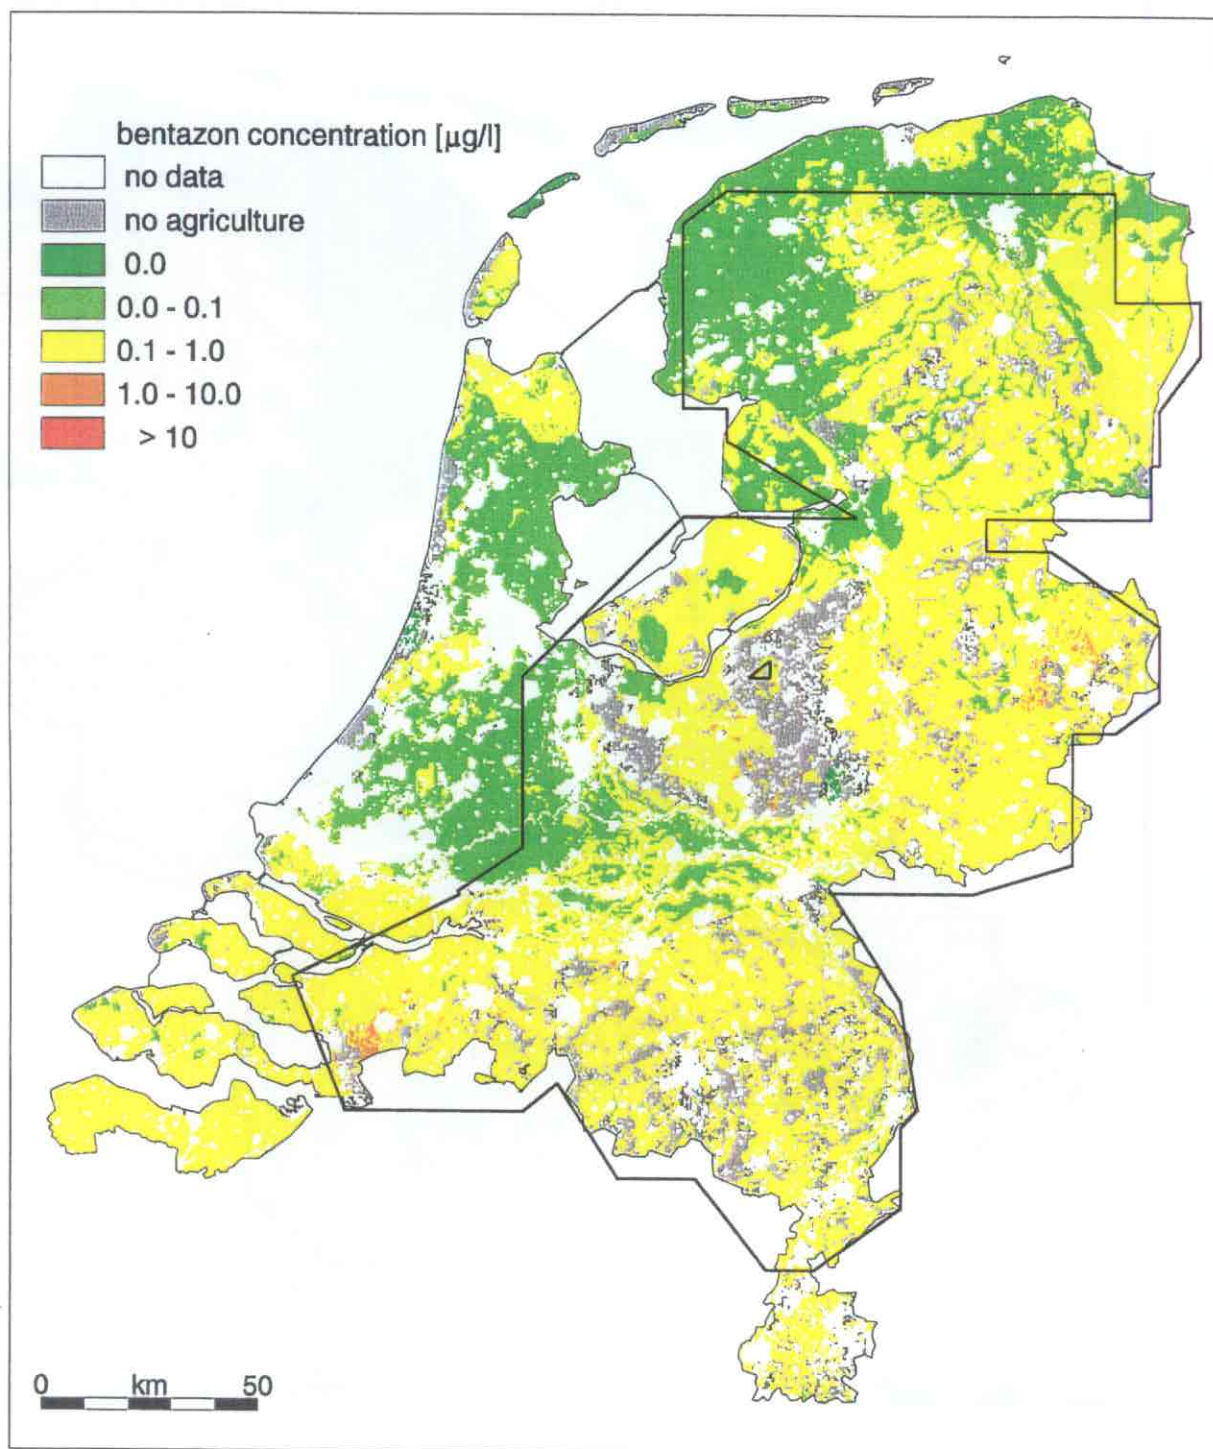 bentazon concentration [µg/l]
no data
no agriculture
0.0
0.0 - 0.1
0.1 - 1.0
1.0 - 10.0
> 10
0 km 50